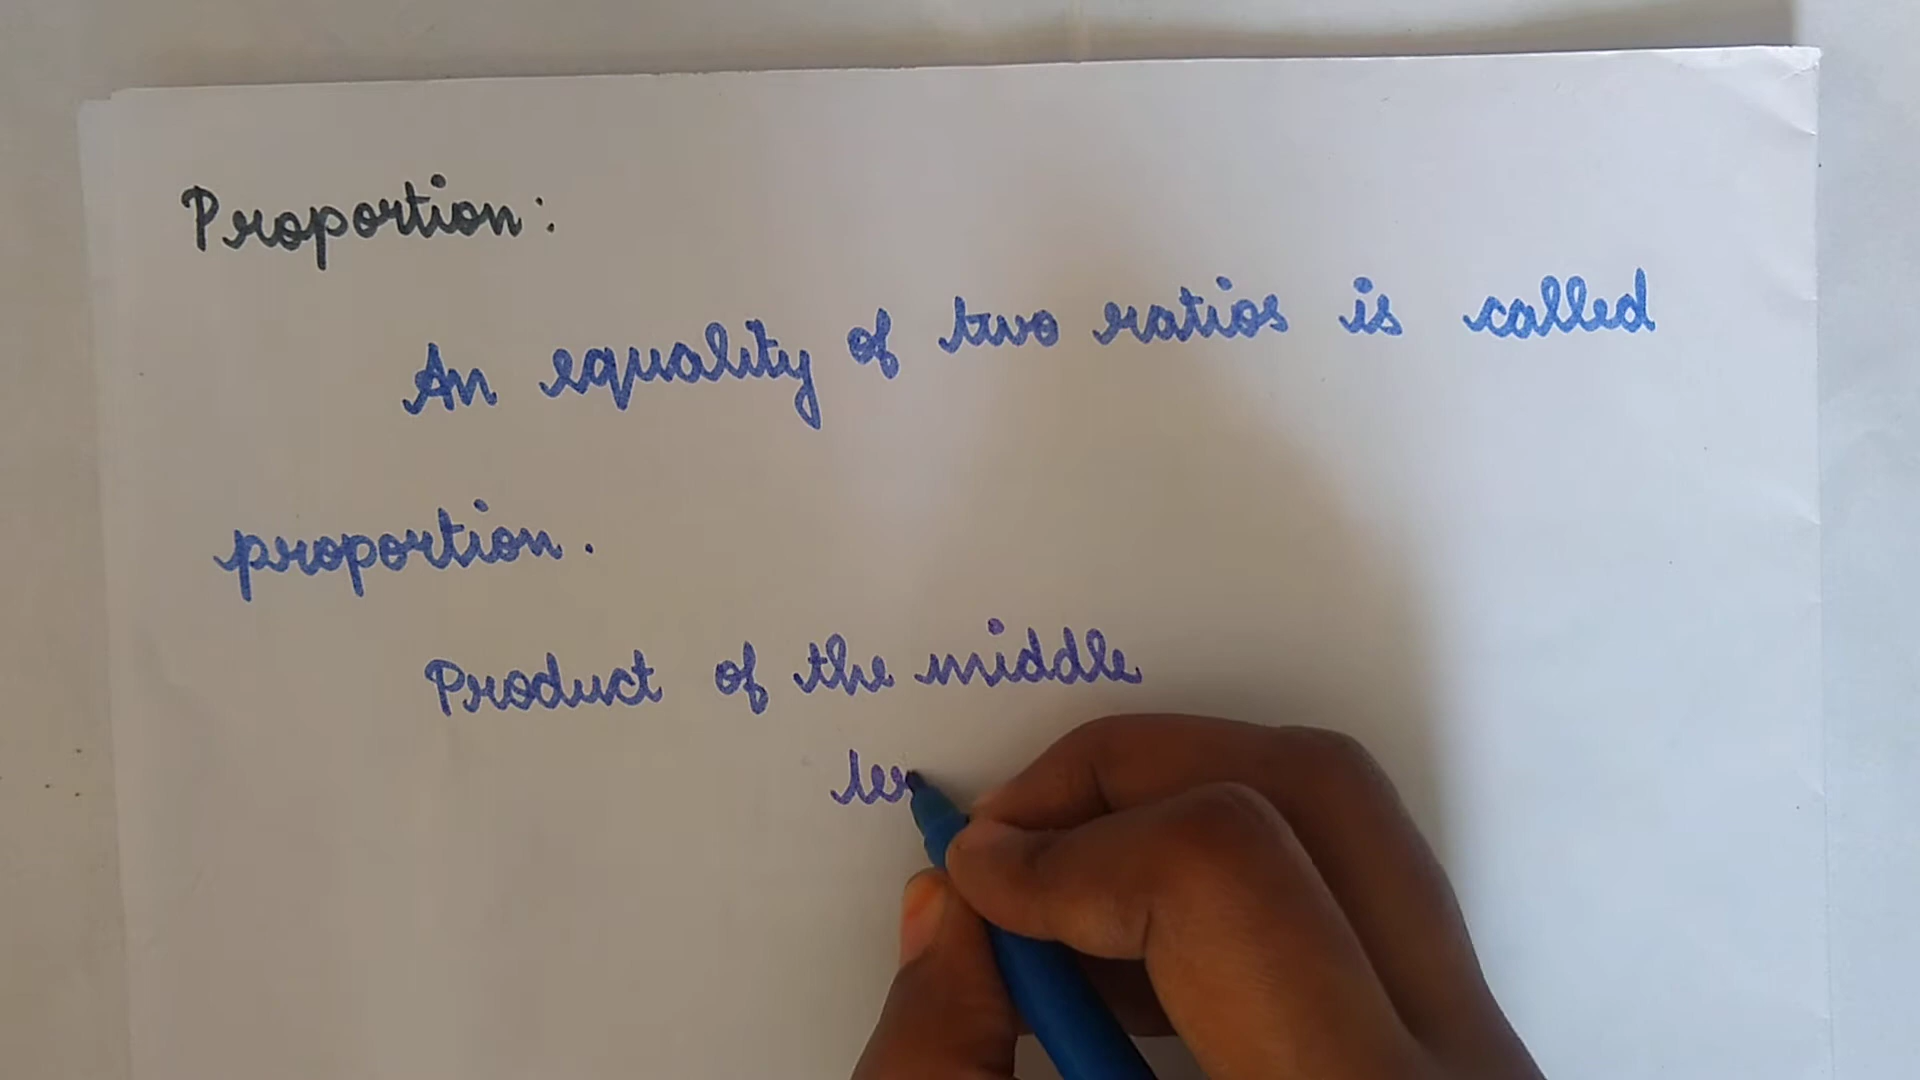 Proportion:
An equality of two ratios is called
proportion.
Product of the middle